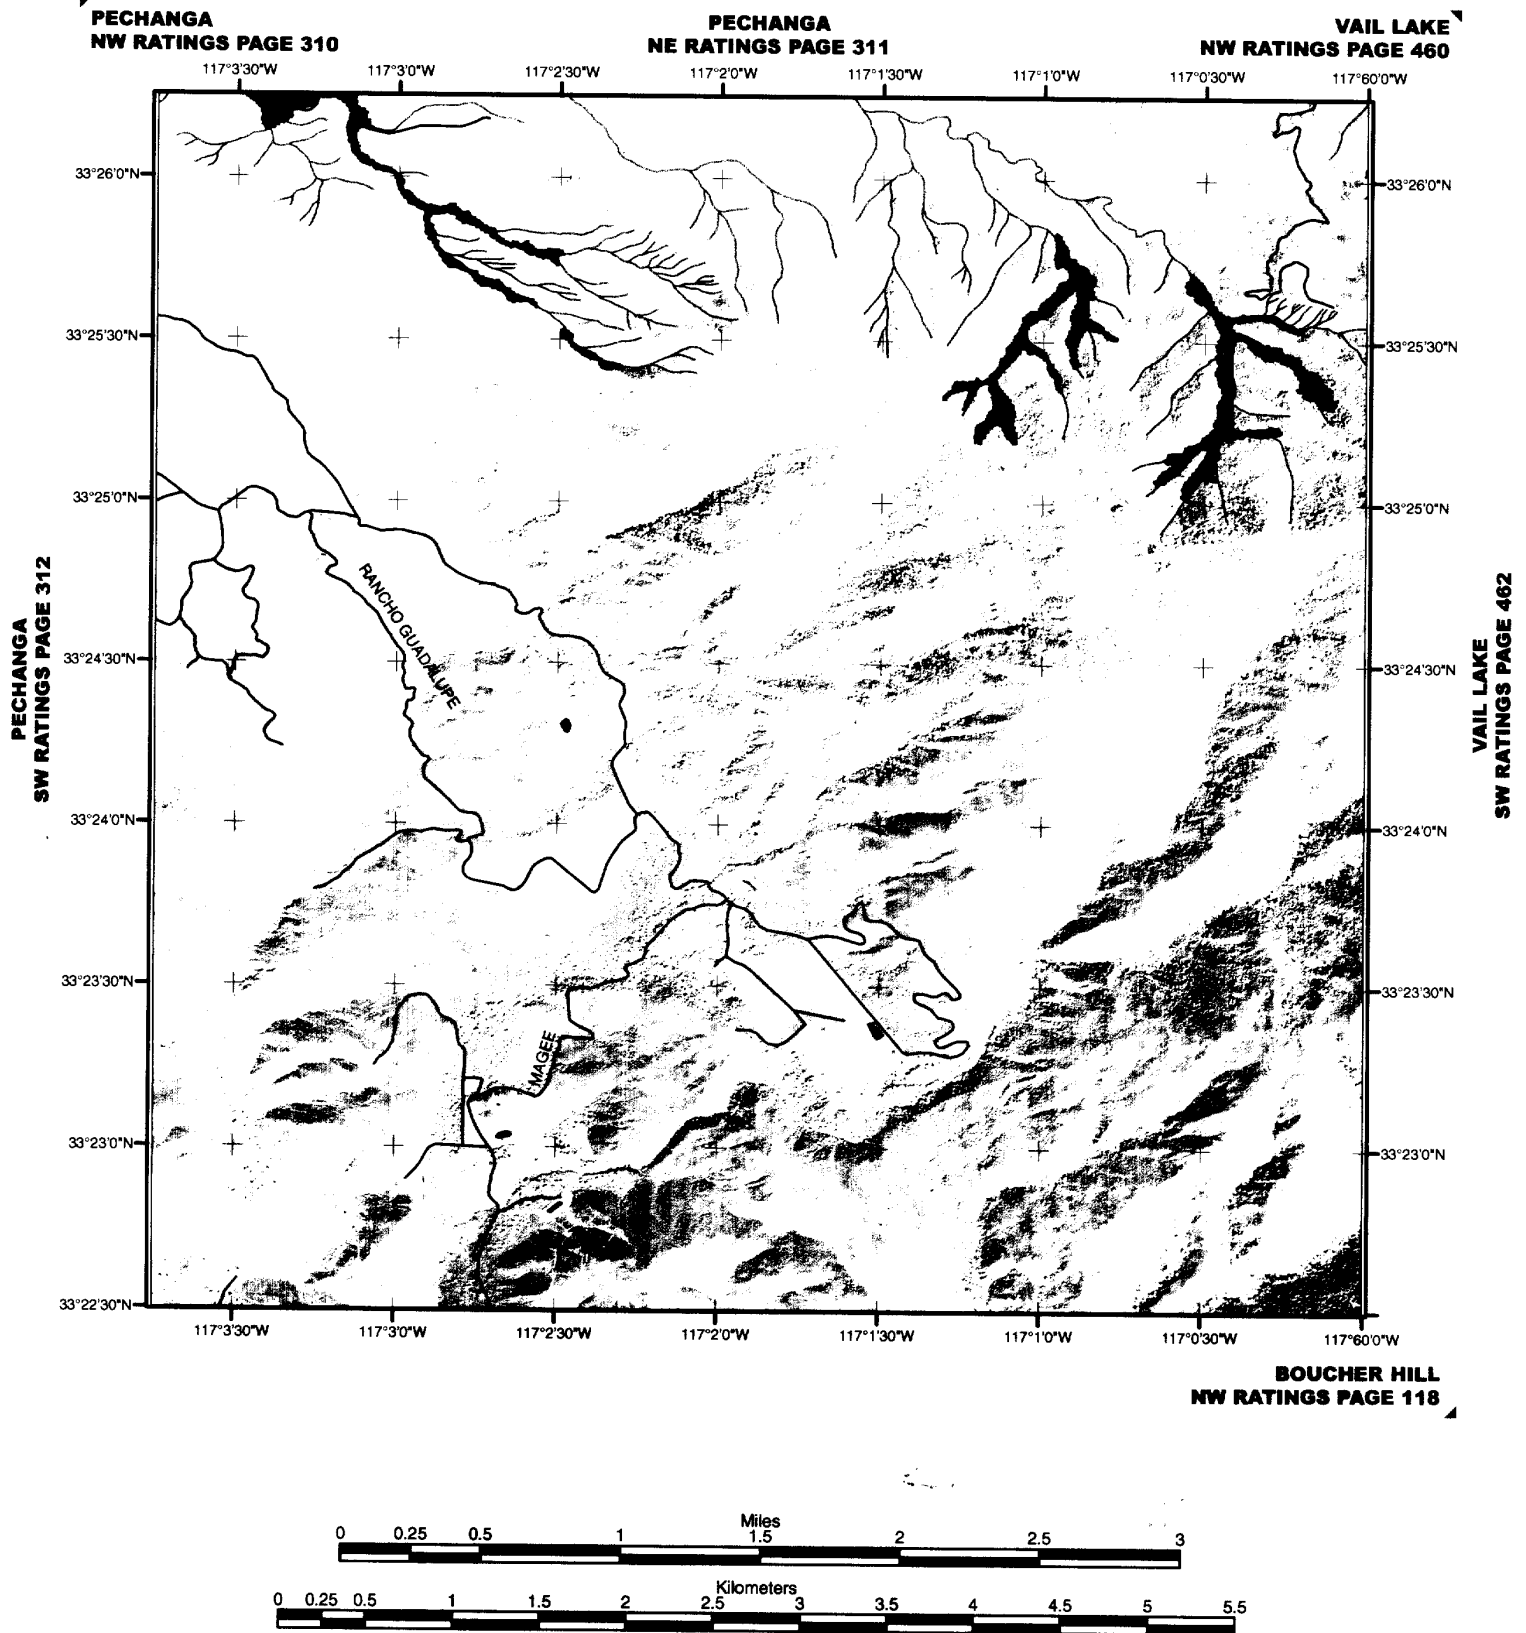 PECHANGA
NW RATINGS PAGE 310
PECHANGA
NE RATINGS PAGE 311
VAIL LAKE
NW RATINGS PAGE 460
117°3'30"W 117°3'0"W 117°2'30"W 117°2'0"W 117°1'30"W 117°1'0"W 117°0'30"W 117°60'0"W
33°26'0"N 33°26'0"N
33°25'30"N 33°25'30"N
33°25'0"N 33°25'0"N
PECHANGA
SW RATINGS PAGE 312
RANCHO GUADALUPE
VAIL LAKE
SW RATINGS PAGE 462
33°24'30"N 33°24'30"N
33°24'0"N 33°24'0"N
33°23'30"N 33°23'30"N
MAGEE
33°23'0"N 33°23'0"N
33°22'30"N
117°3'30"W 117°3'0"W 117°2'30"W 117°2'0"W 117°1'30"W 117°1'0"W 117°0'30"W 117°60'0"W
BOUCHER HILL
NW RATINGS PAGE 118
Miles
0 0.25 0.5 1 1.5 2 2.5 3
Kilometers
0 0.25 0.5 1 1.5 2 2.5 3 3.5 4 4.5 5 5.5